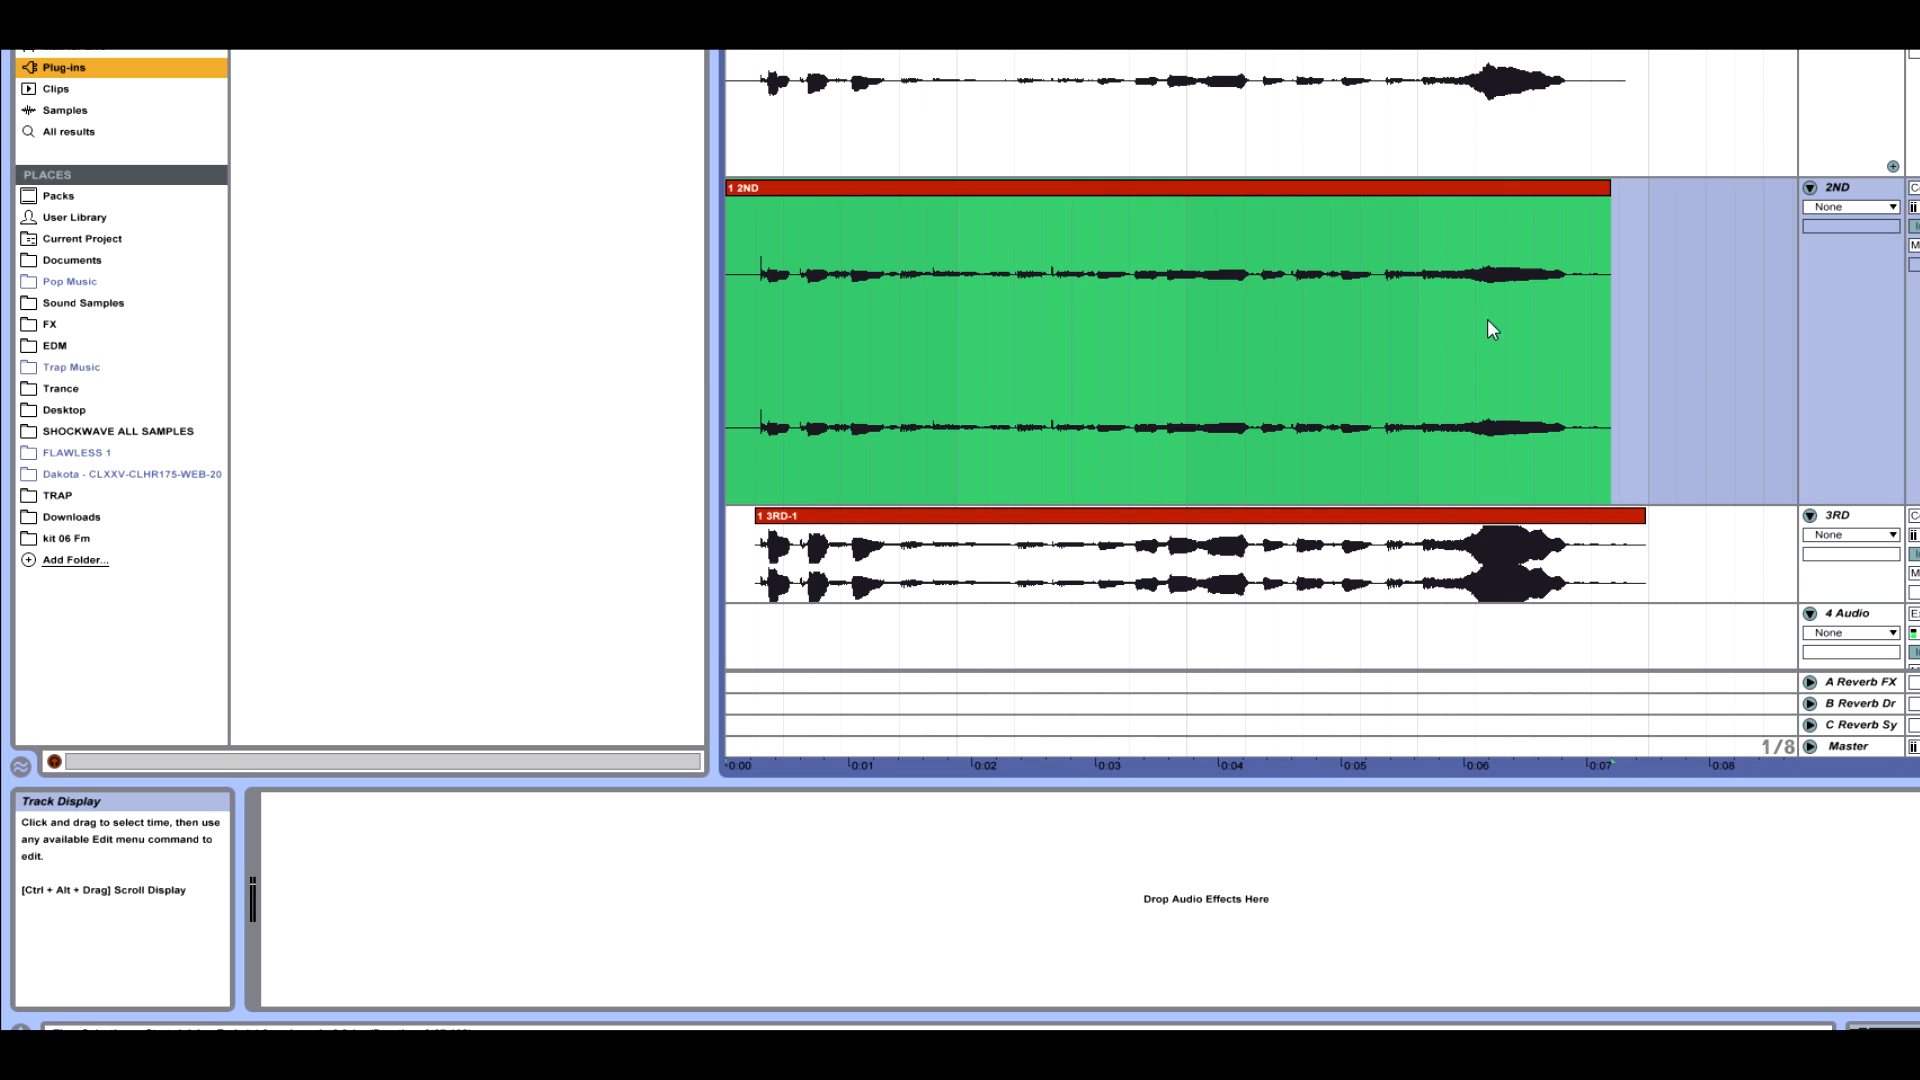 Plug-ins
Clips
Samples
All results
PLACES
Packs
User Library
Current Project
Documents
Pop Music
Sound Samples
FX
EDM
Trap Music
Trance
Desktop
SHOCKWAVE ALL SAMPLES
FLAWLESS 1
Dakota - CLXXV-CLHR175-WEB-20
TRAP
Downloads
kit 06 Fm
Add Folder...
1 2ND
2ND
None
1 3RD-1
3RD
None
4 Audio
None
A Reverb FX
B Reverb Dr
C Reverb Sy
1/8
Master
0:00
0:01
0:02
0:03
0:04
0:05
0:06
0:07
0:08
Track Display
Click and drag to select time, then use
any available Edit menu command to
edit.
[Ctrl + Alt + Drag] Scroll Display
Drop Audio Effects Here